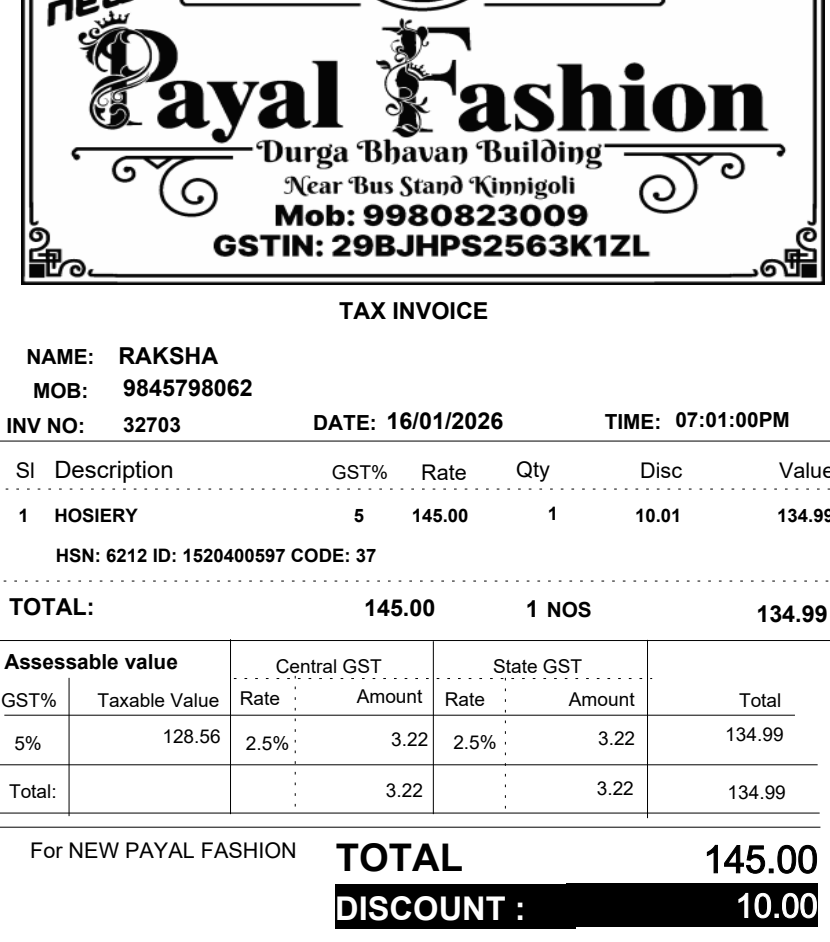 new
Payal Fashion
Durga Bhavan Building
Near Bus Stand Kinnigoli
Mob: 9980823009
GSTIN: 29BJHPS2563K1ZL
TAX INVOICE
NAME: RAKSHA
MOB: 9845798062
INV NO: 32703 DATE: 16/01/2026 TIME: 07:01:00PM
Sl Description GST% Rate Qty Disc Value
1 HOSIERY 5 145.00 1 10.01 134.99
HSN: 6212 ID: 1520400597 CODE: 37
TOTAL: 145.00 1 NOS 134.99
Assessable value Central GST State GST
GST% Taxable Value Rate Amount Rate Amount Total
5% 128.56 2.5% 3.22 2.5% 3.22 134.99
Total: 3.22 3.22 134.99
For NEW PAYAL FASHION TOTAL 145.00
DISCOUNT : 10.00